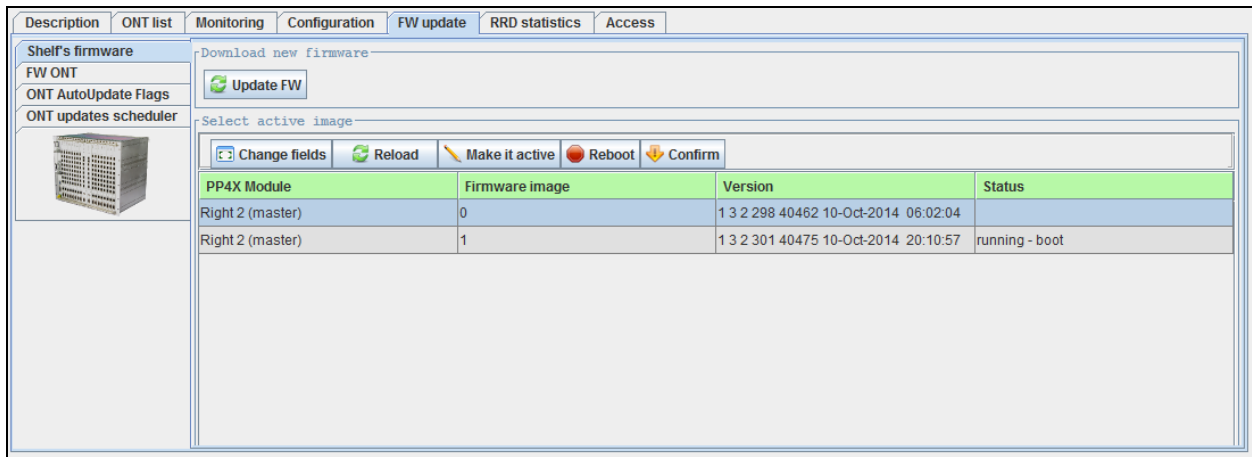 Description ONT list Monitoring Configuration FW update RRD statistics Access
Shelf's firmware
FW ONT
ONT AutoUpdate Flags
ONT updates scheduler
Download new firmware
Update FW
Select active image
Change fields Reload Make it active Reboot Confirm
PP4X Module Firmware image Version Status
Right 2 (master) 0 1 3 2 298 40462 10-Oct-2014 06:02:04
Right 2 (master) 1 1 3 2 301 40475 10-Oct-2014 20:10:57 running - boot